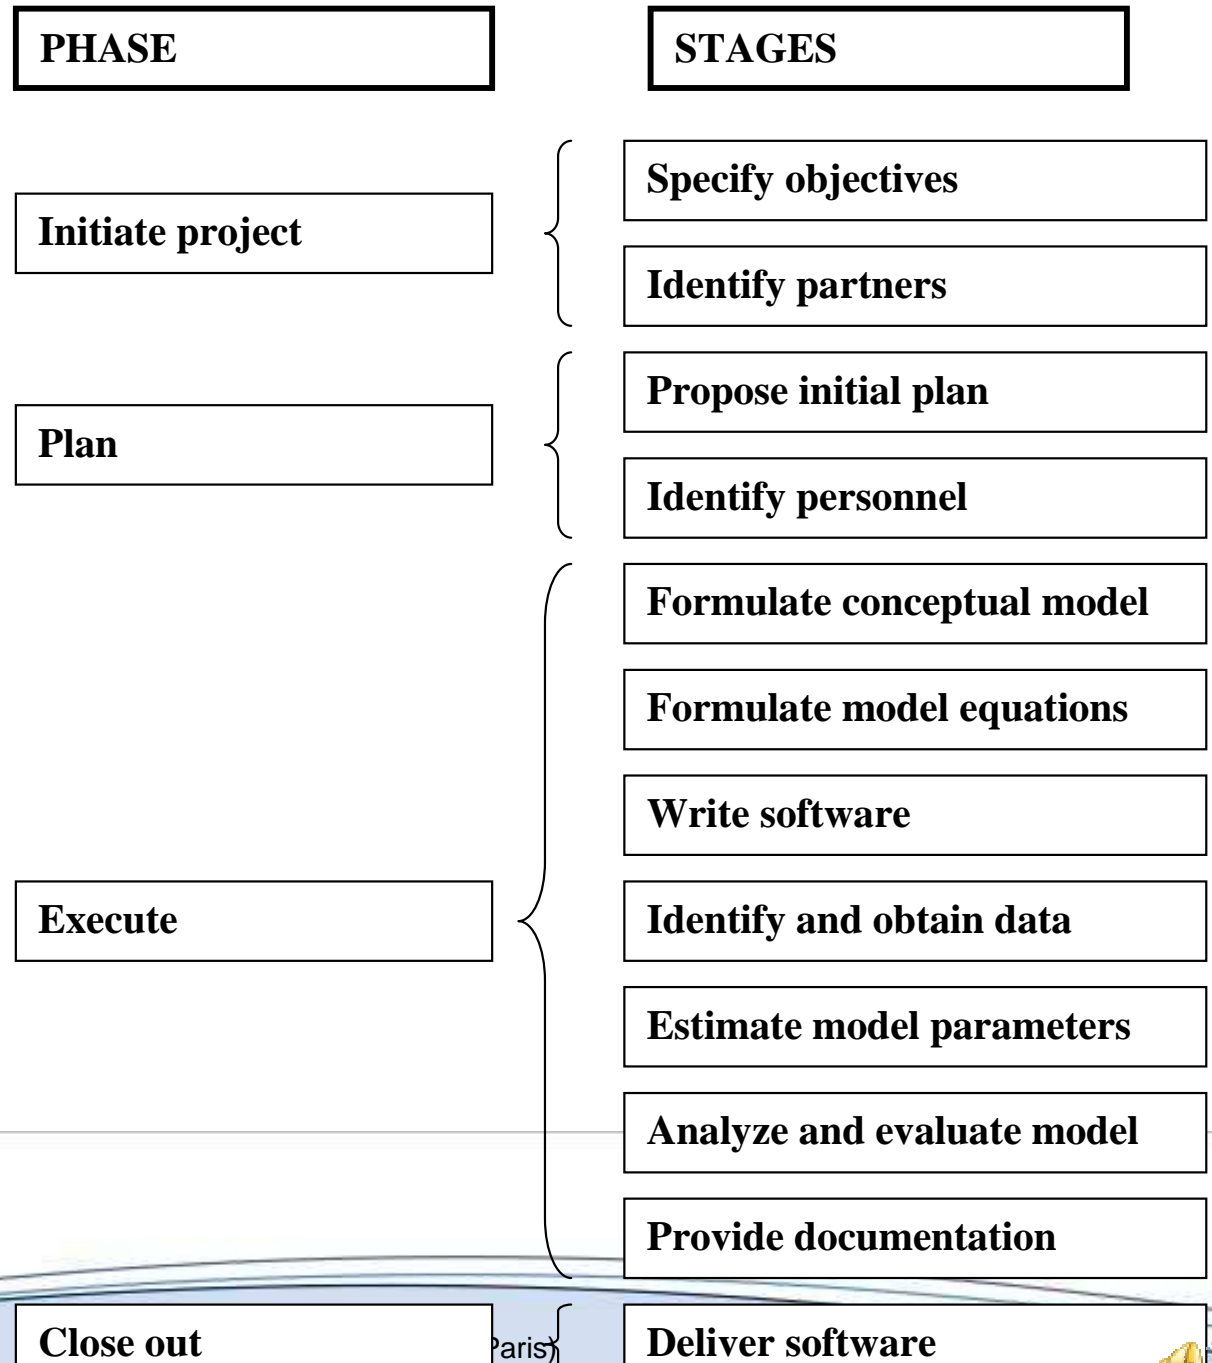 PHASE
STAGES
Initiate project
Specify objectives
Identify partners
Plan
Propose initial plan
Identify personnel
Execute
Formulate conceptual model
Formulate model equations
Write software
Identify and obtain data
Estimate model parameters
Analyze and evaluate model
Provide documentation
Close out
Paris)
Deliver software